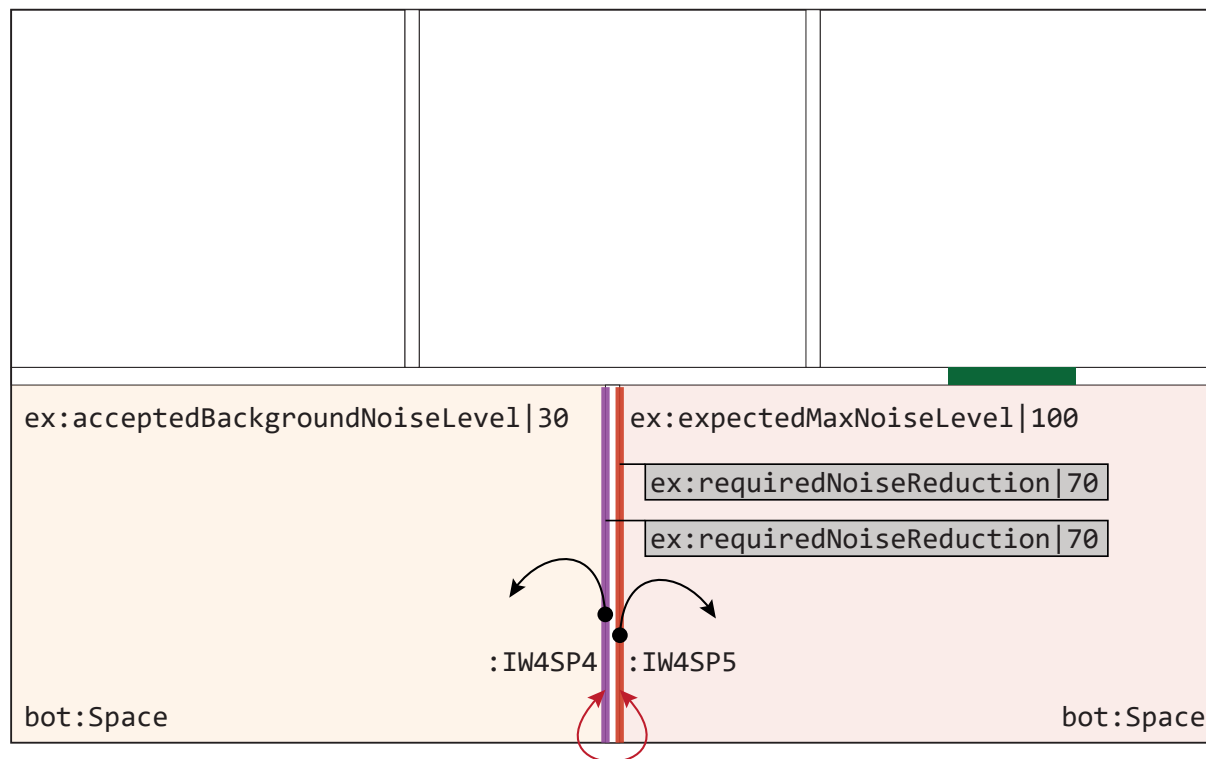 ex:acceptedBackgroundNoiseLevel|30
ex:expectedMaxNoiseLevel|100
ex:requiredNoiseReduction|70
ex:requiredNoiseReduction|70
:IW4SP4
:IW4SP5
bot:Space
bot:Space